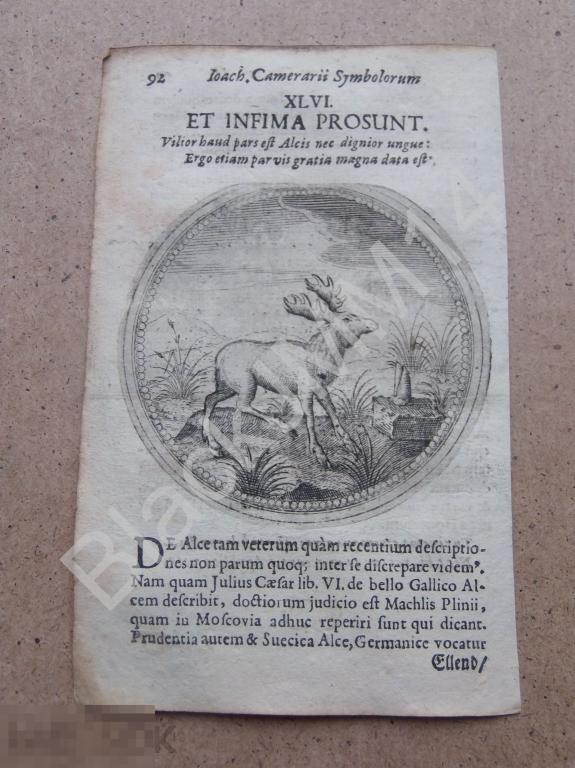 92 Ioach. Camerarii Symbolorum
XLVI.
ET INFIMA PROSUNT.
Vilior haud pars eſt Alcis nec dignior ungue:
Ergo etiam parvis gratia magna data eſt.
DE Alce tam veterum quàm recentium deſcriptio-
nes non parum quoq; inter ſe diſcrepare videmꝰ.
Nam quam Julius Cæſar lib. VI. de bello Gallico Al-
cem deſcribit, doctiorum judicio eſt Machlis Plinii,
quam in Moſcovia adhuc reperiri ſunt qui dicant.
Prudentia autem & Suecica Alce, Germanice vocatur
Ellend/